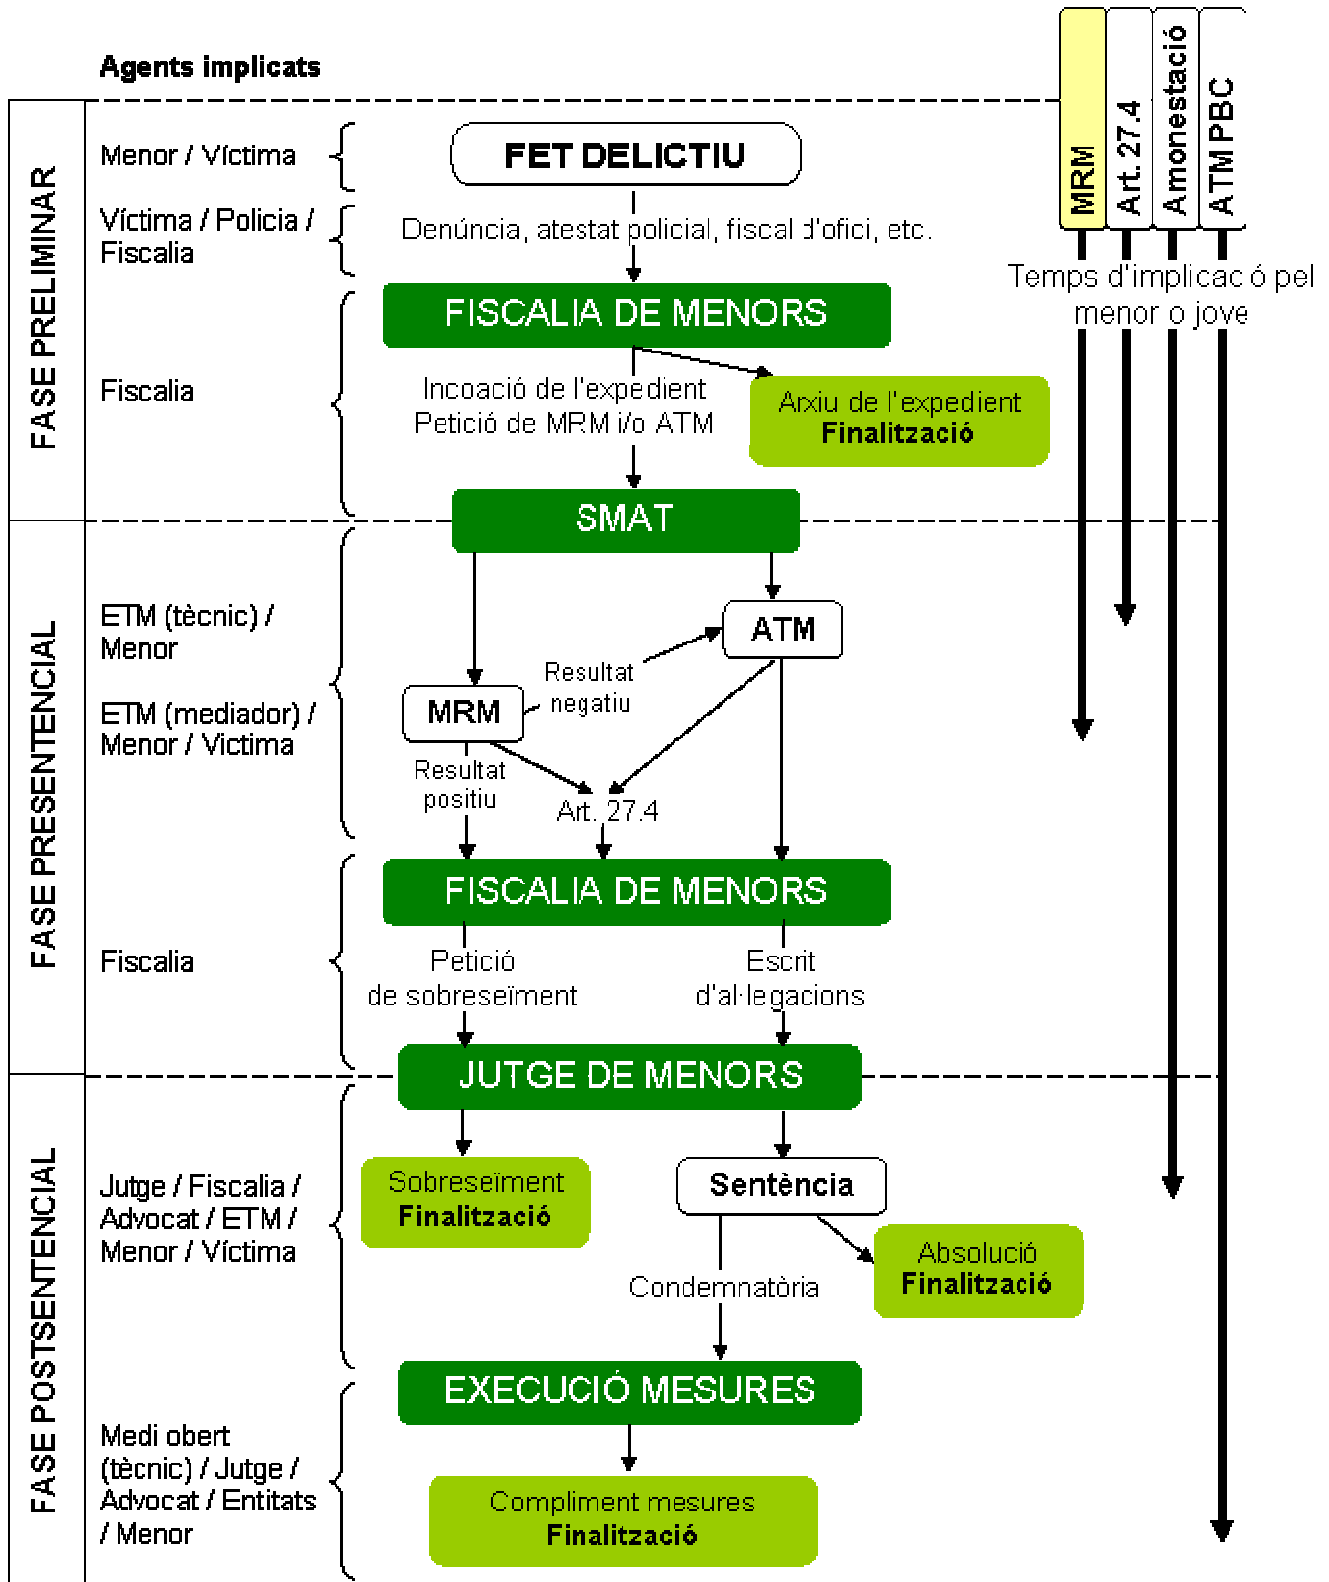 Agents implicats
MRM
Art. 27.4
Amonestació
ATM PBC
Temps d'implicació pel
menor o jove
FASE PRELIMINAR
Menor / Víctima
FET DELICTIU
Víctima / Policia /
Fiscalia
Denúncia, atestat policial, fiscal d'ofici, etc.
FISCALIA DE MENORS
Fiscalia
Incoació de l'expedient
Petició de MRM i/o ATM
Arxiu de l'expedient
Finalització
SMAT
FASE PRESENTENCIAL
ETM (tècnic) /
Menor
ATM
Resultat
negatiu
ETM (mediador) /
Menor / Victima
MRM
Resultat
positiu
Art. 27.4
FISCALIA DE MENORS
Fiscalia
Petició
de sobreseïment
Escrit
d'al·legacions
JUTGE DE MENORS
FASE POSTSENTENCIAL
Jutge / Fiscalia /
Advocat / ETM /
Menor / Víctima
Sobreseïment
Finalització
Sentència
Absolució
Finalització
Condemnatòria
EXECUCIÓ MESURES
Medi obert
(tècnic) / Jutge /
Advocat / Entitats
/ Menor
Compliment mesures
Finalització